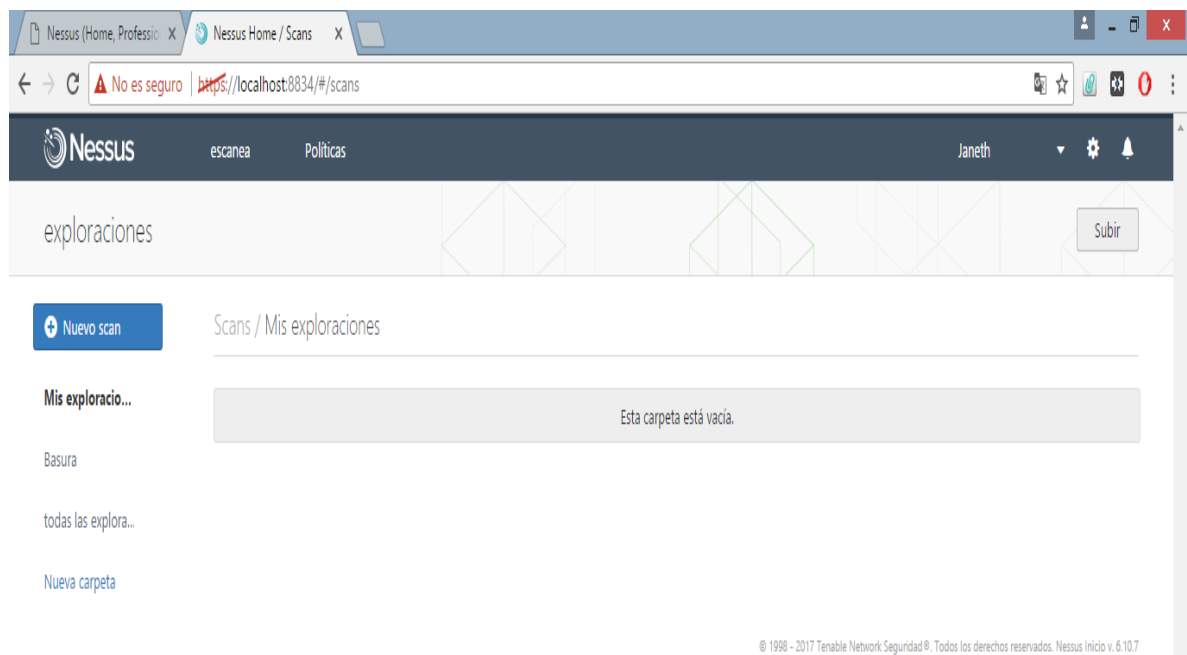 Nessus (Home, Professio X
Nessus Home / Scans X
No es seguro https://localhost:8834/#/scans
Nessus escanea Políticas Janeth
exploraciones Subir
Nuevo scan
Scans / Mis exploraciones
Mis exploracio...
Esta carpeta está vacía.
Basura
todas las explora...
Nueva carpeta
© 1998 - 2017 Tenable Network Seguridad®. Todos los derechos reservados. Nessus Inicio v. 6.10.7